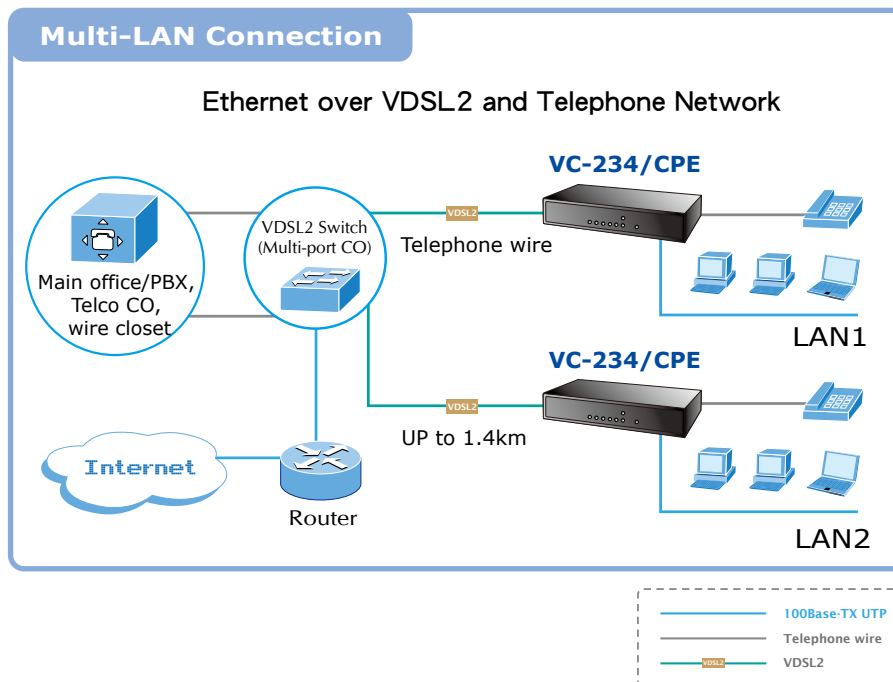 Multi-LAN Connection
Ethernet over VDSL2 and Telephone Network
VC-234/CPE
VDSL2 Switch
(Multi-port CO)
VDSL2
Telephone wire
Main office/PBX,
Telco CO,
wire closet
LAN1
VC-234/CPE
VDSL2
UP to 1.4km
Internet
Router
LAN2
100Base-TX UTP
Telephone wire
VDSL2
VDSL2